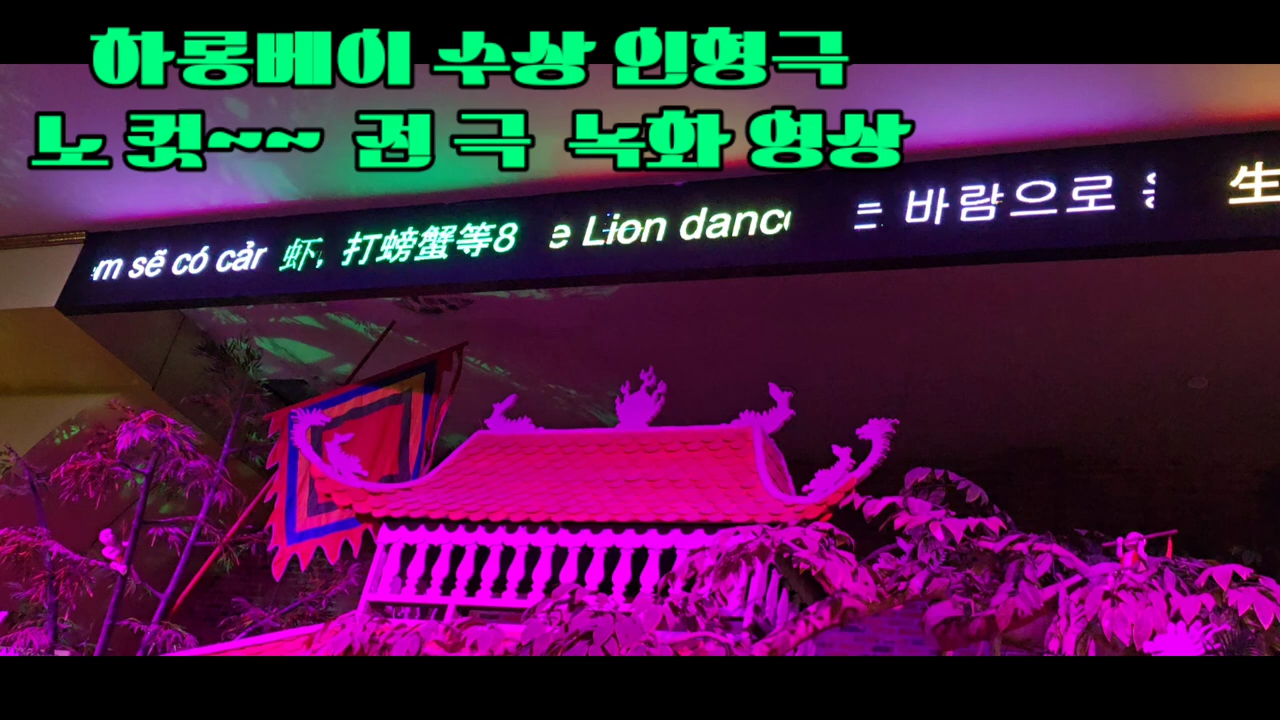 하롱베이 수상 인형극
노 컷~~ 전 극 녹화 영상
m sẽ có cảr 虾, 打螃蟹等8 e Lion danc 바람으로 生